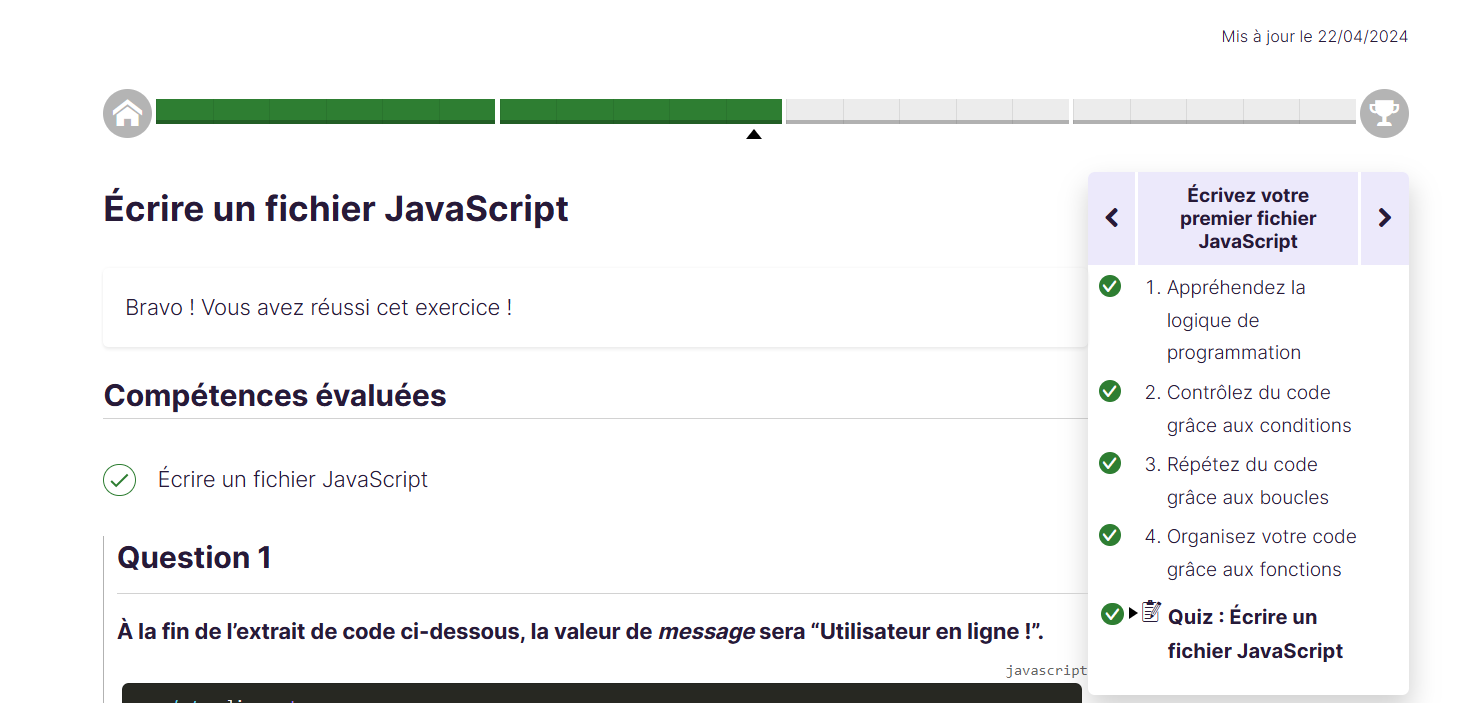 Mis à jour le 22/04/2024
Écrire un fichier JavaScript
Bravo ! Vous avez réussi cet exercice !
Compétences évaluées
Écrire un fichier JavaScript
Question 1
À la fin de l’extrait de code ci-dessous, la valeur de message sera “Utilisateur en ligne !”.
javascript
Écrivez votre
premier fichier
JavaScript
1. Appréhendez la
logique de
programmation
2. Contrôlez du code
grâce aux conditions
3. Répétez du code
grâce aux boucles
4. Organisez votre code
grâce aux fonctions
Quiz : Écrire un
fichier JavaScript